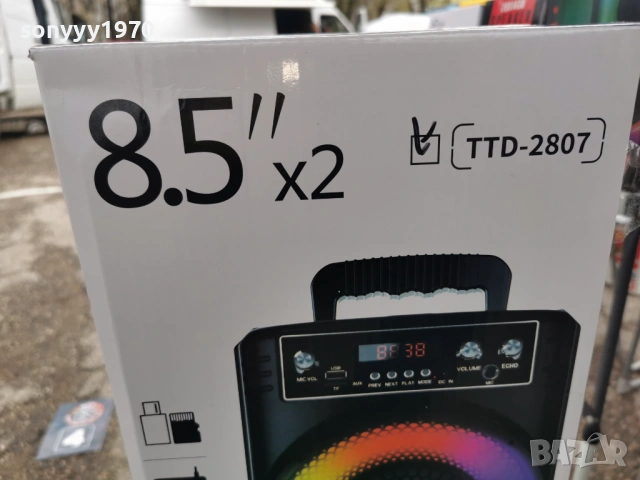 sonyyy1970
8.5" x2
TTD-2807
8F 38
MIC VOL
USB
TF
AUX PREV. NEXT PLAY MODE DC IN
VOLUME
MIC
ECHO
BAZAR